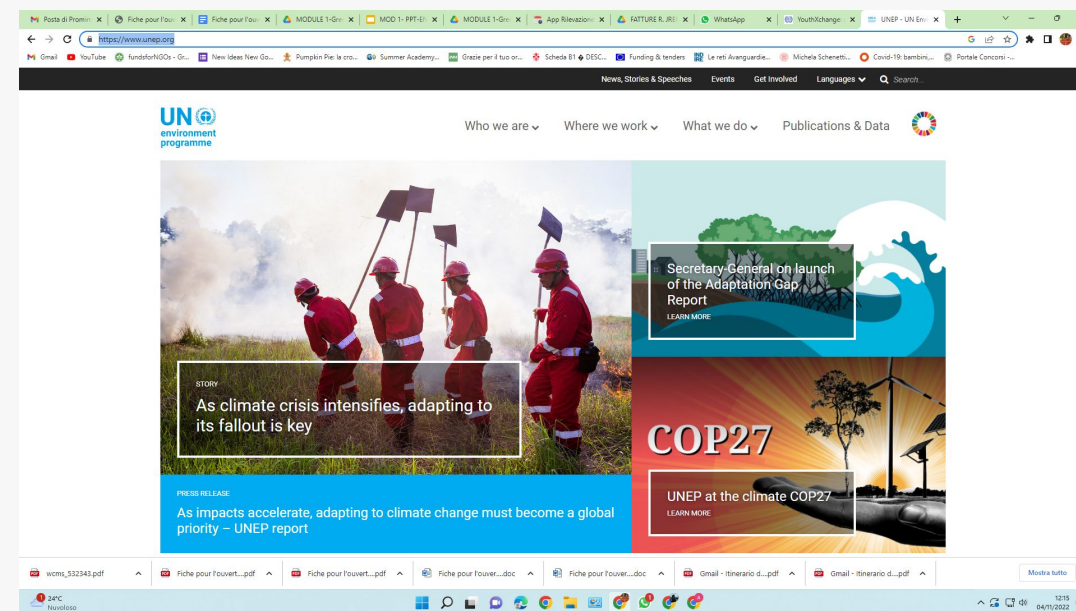 Posta di Promin
Fiche pour l'ouv
Fiche pour l'ouv
MODULE 1-Gre
MOD 1- PPT-EN
MODULE 1-Gre
App Rilevazione
FATTURE R. JRE
WhatsApp
YouthXchange
UNEP - UN Env
https://www.unep.org
Gmail
YouTube
fundsforNGOs - Gr...
New Ideas New Go...
Pumpkin Pie: la cro...
Summer Academy...
Grazie per il tuo or...
Scheda B1 � DESC...
Funding & tenders
Le reti Avanguardie...
Michela Schenetti...
Covid-19: bambini,...
Portale Concorsi -...
News, Stories & Speeches
Events
Get Involved
Languages
Search...
UN
environment
programme
Who we are
Where we work
What we do
Publications & Data
STORY
As climate crisis intensifies, adapting to
its fallout is key
PRESS RELEASE
As impacts accelerate, adapting to climate change must become a global
priority – UNEP report
Secretary-General on launch
of the Adaptation Gap
Report
LEARN MORE
COP27
UNEP at the climate COP27
LEARN MORE
wcms_532343.pdf
Fiche pour l'ouvert....pdf
Fiche pour l'ouvert....pdf
Fiche pour l'ouver....doc
Fiche pour l'ouver....doc
Gmail - Itinerario d....pdf
Gmail - Itinerario d....pdf
Mostra tutto
24°C
Nuvoloso
12:15
04/11/2022